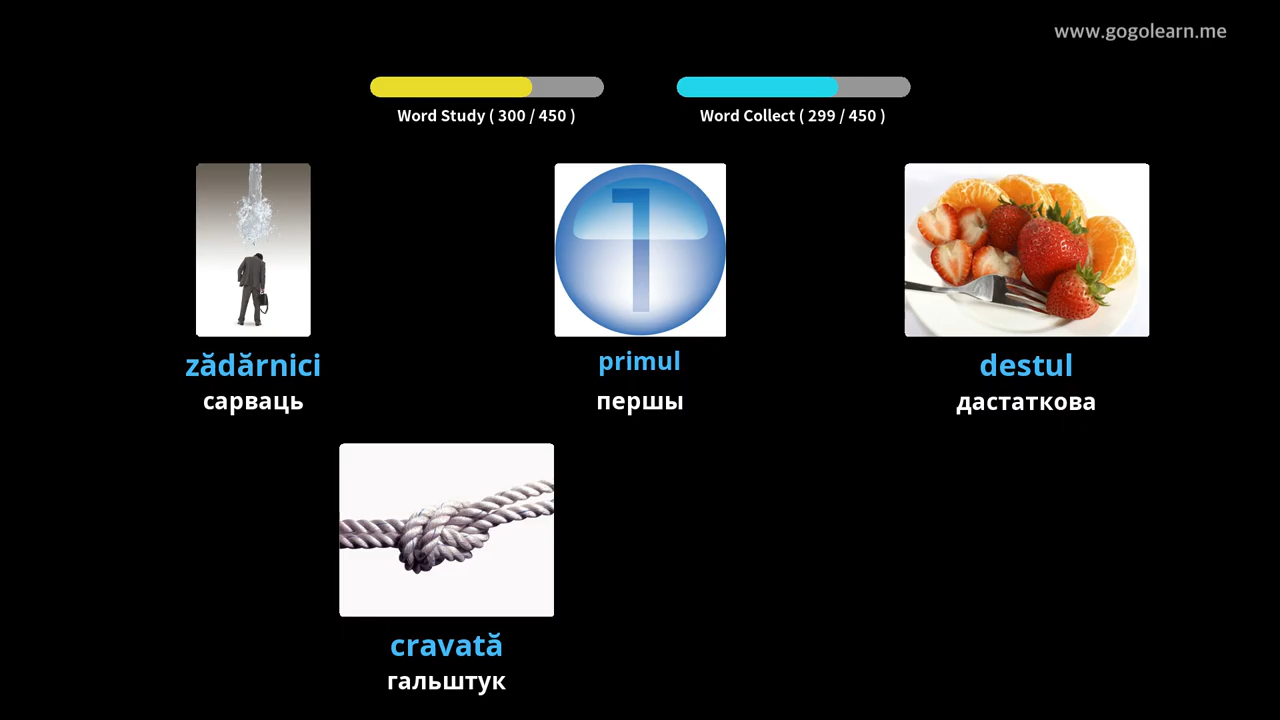 www.gogolearn.me
Word Study ( 300 / 450 )
Word Collect ( 299 / 450 )
1
zădărnici
сарваць
primul
першы
destul
дастаткова
cravată
гальштук